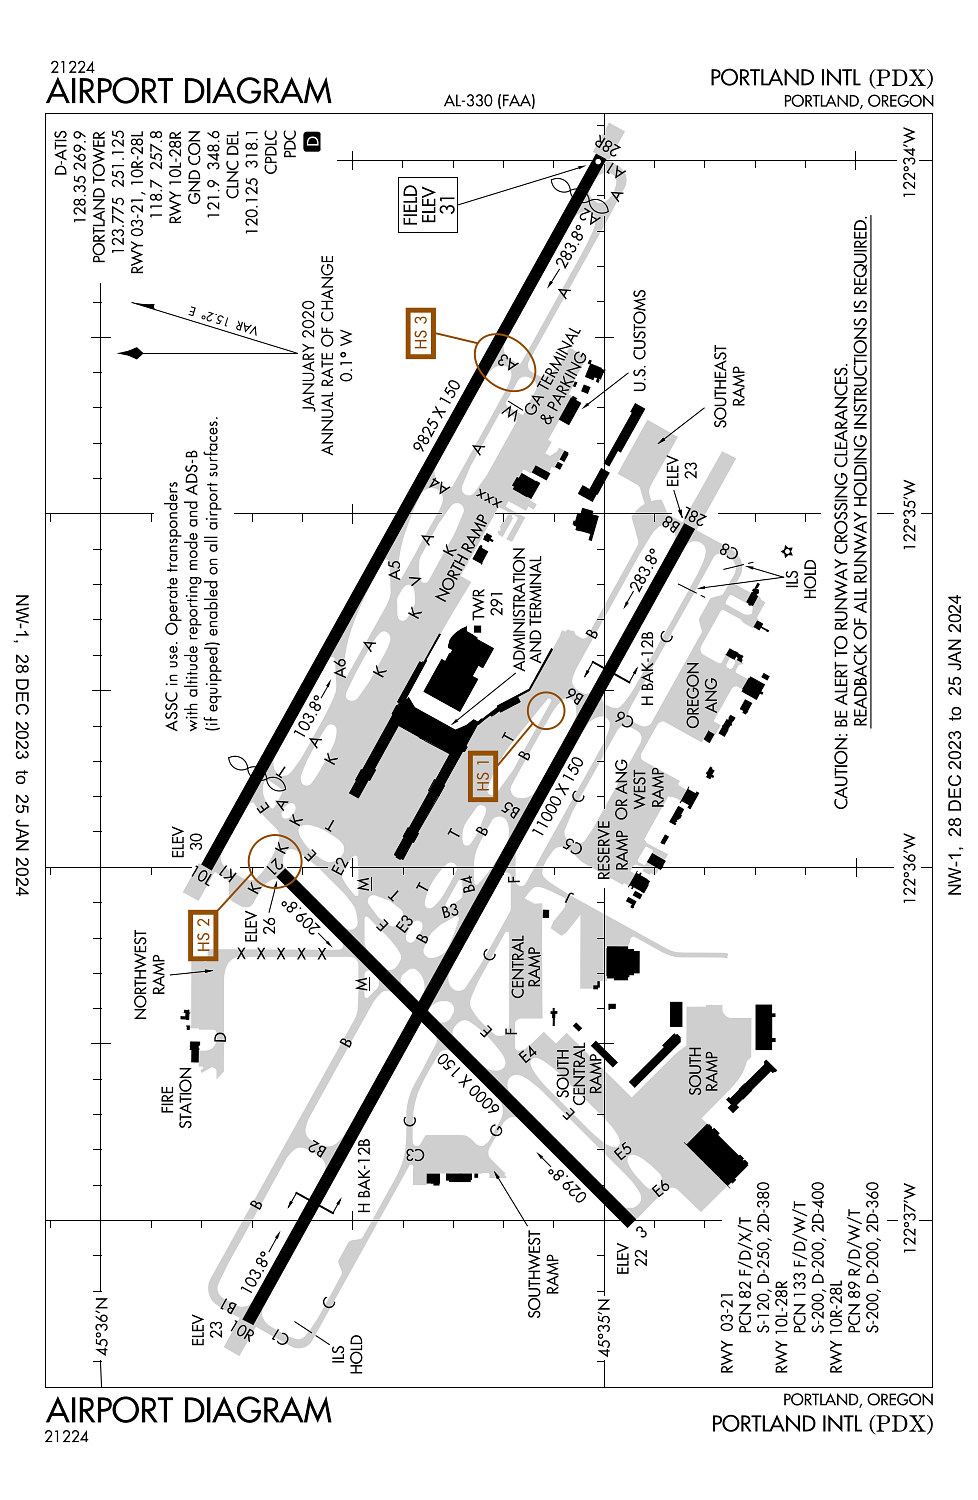 21224
AIRPORT DIAGRAM
AL-330 (FAA)
PORTLAND INTL (PDX)
PORTLAND, OREGON
D-ATIS
128.35 269.9
PORTLAND TOWER
123.775 251.125
RWY 03-21, 10R-28L
118.7 257.8
RWY 10L-28R
GND CON
121.9 348.6
CLNC DEL
120.125 318.1
CPDLC
PDC
D
FIELD
ELEV
31
VAR 15.2° E
JANUARY 2020
ANNUAL RATE OF CHANGE
0.1° W
ASSC in use. Operate transponders
with altitude reporting mode and ADS-B
(if equipped) enabled on all airport surfaces.
HS 3
28R
A1
A
A
K
283.8°
A
A3
9825 X 150
GA TERMINAL
& PARKING
W
U.S. CUSTOMS
SOUTHEAST
RAMP
A
A4
XXX
ELEV
23
28L
B8
C8
ILS
HOLD
NORTH RAMP
A
K
A5
V
K
TWR
291
ADMINISTRATION
AND TERMINAL
283.8°
B
H BAK-12B
C
A
K
A6
103.8°
A
K
B6
C6
OREGON
ANG
HS 1
T
B
11000 X 150
C
B5
C5
RESERVE
RAMP
OR ANG
WEST
RAMP
T
E
A
K
T
T
B
K
E
E2
ELEV
30
10L
K1
K
21
ELEV
26
HS 2
209.8°
M
T
E
T
E3
B4
B3
B
F
J
C
CENTRAL
RAMP
NORTHWEST
RAMP
X X X X X
M
D
B
FIRE
STATION
E
F
E4
SOUTH
CENTRAL
RAMP
SOUTH
RAMP
6000 X 150
C
G
E
C3
B2
H BAK-12B
029.8°
E5
E6
SOUTHWEST
RAMP
3
ELEV
22
B
103.8°
B1
10R
ELEV
23
C1
C
ILS
HOLD
CAUTION: BE ALERT TO RUNWAY CROSSING CLEARANCES.
READBACK OF ALL RUNWAY HOLDING INSTRUCTIONS IS REQUIRED.
RWY 03-21
PCN 82 F/D/X/T
S-120, D-250, 2D-380
RWY 10L-28R
PCN 133 F/D/W/T
S-200, D-200, 2D-400
RWY 10R-28L
PCN 89 R/D/W/T
S-200, D-200, 2D-360
122°34'W
122°35'W
122°36'W
122°37'W
45°36'N
45°35'N
NW-1, 28 DEC 2023 to 25 JAN 2024
NW-1, 28 DEC 2023 to 25 JAN 2024
AIRPORT DIAGRAM
21224
PORTLAND, OREGON
PORTLAND INTL (PDX)